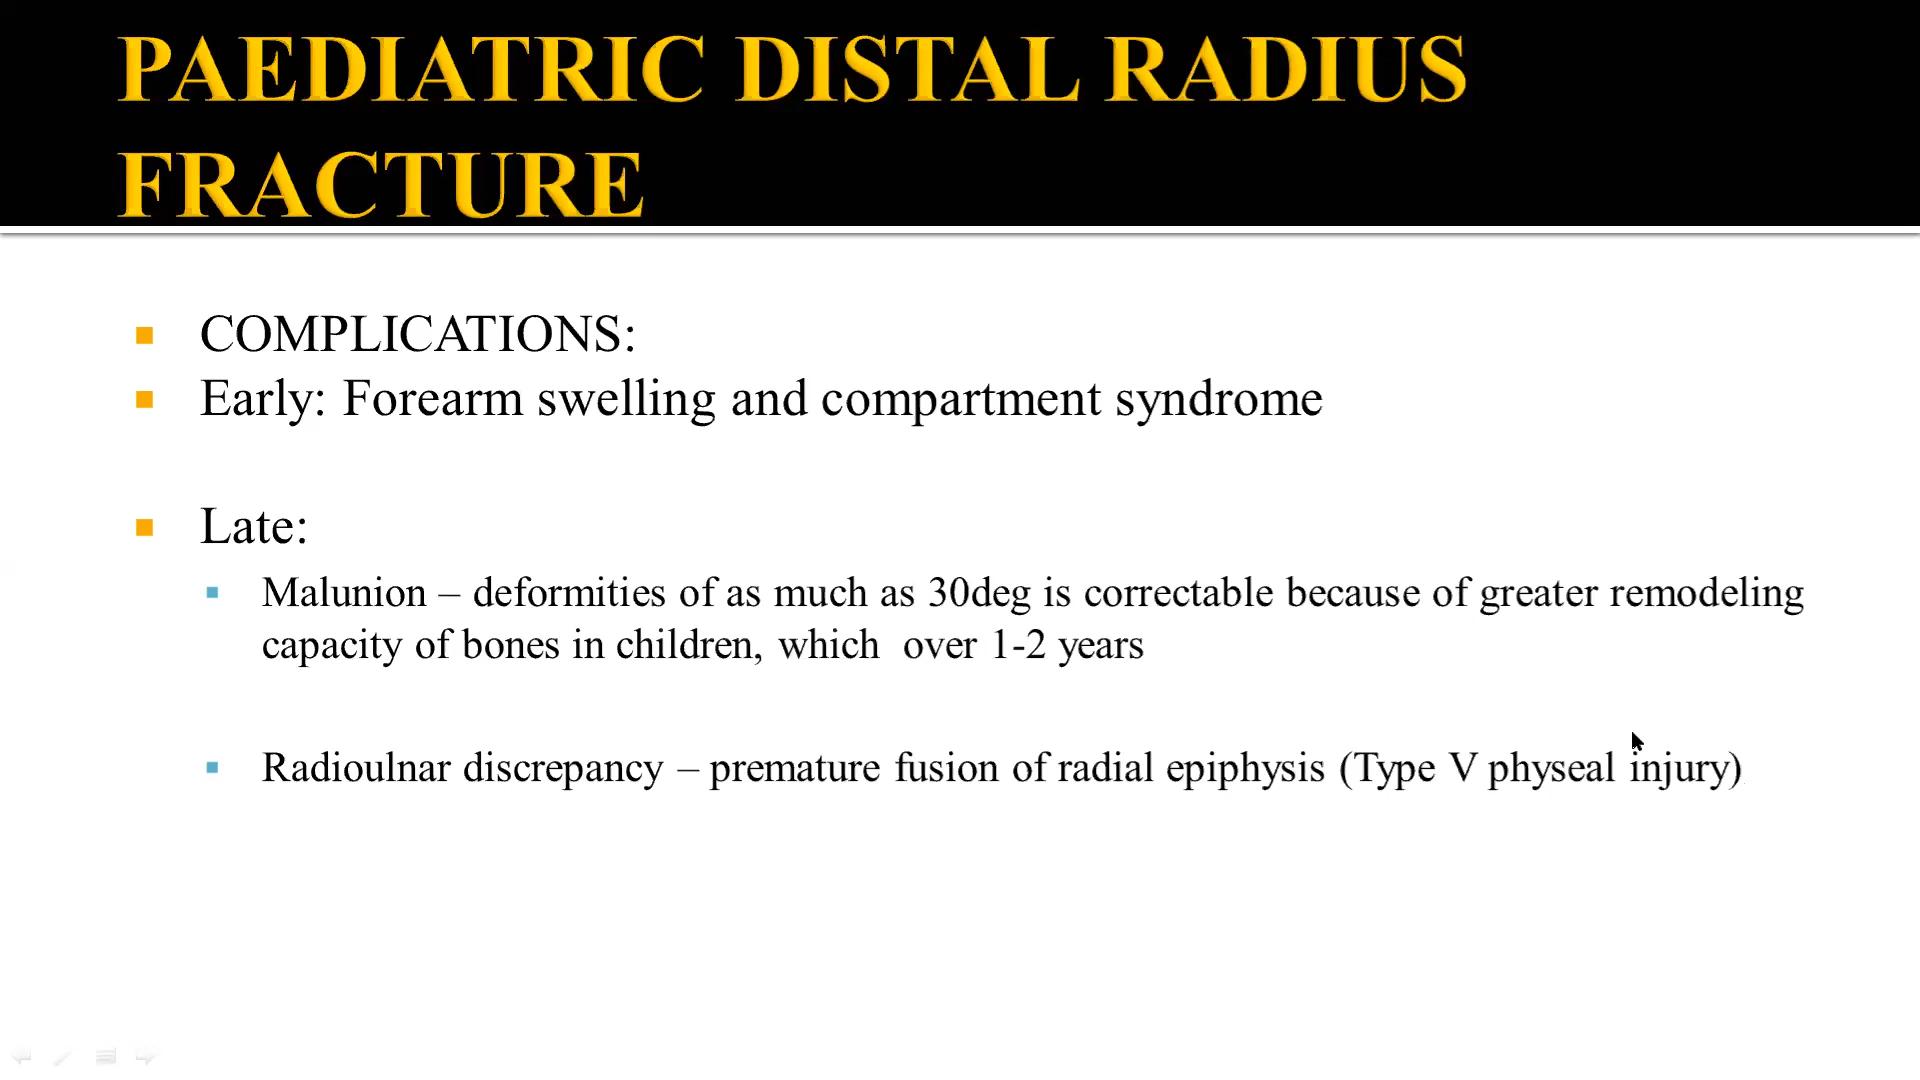 PAEDIATRIC DISTAL RADIUS
FRACTURE
COMPLICATIONS:
Early: Forearm swelling and compartment syndrome
Late:
Malunion – deformities of as much as 30deg is correctable because of greater remodeling
capacity of bones in children, which  over 1-2 years
Radioulnar discrepancy – premature fusion of radial epiphysis (Type V physeal injury)